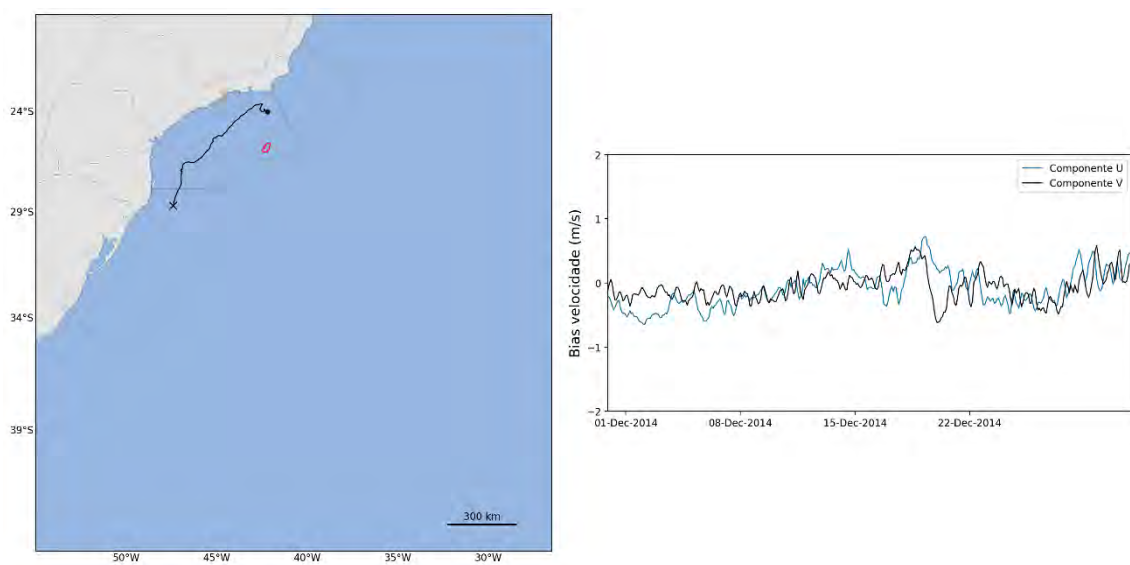 24°S
29°S
34°S
39°S
300 km
50°W
45°W
40°W
35°W
30°W
Bias velocidade (m/s)
2
1
0
−1
−2
Componente U
Componente V
01-Dec-2014
08-Dec-2014
15-Dec-2014
22-Dec-2014